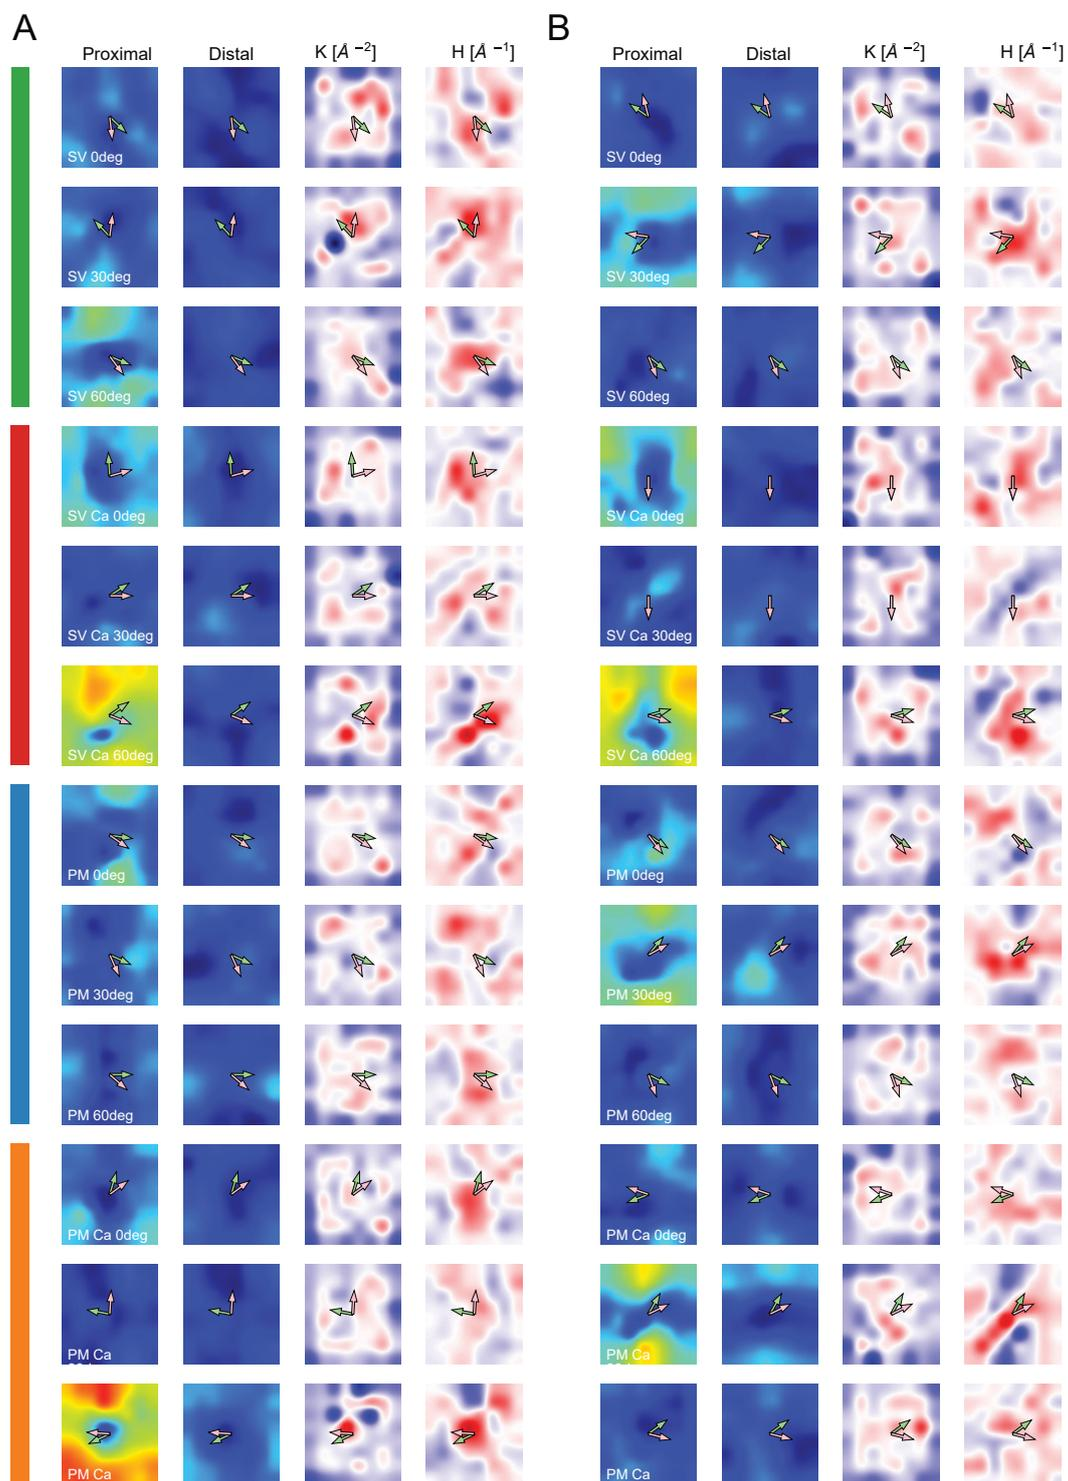 A B
Proximal Distal K [Å −2] H [Å −1] Proximal Distal K [Å −2] H [Å −1]
SV 0deg SV 0deg
SV 30deg SV 30deg
SV 60deg SV 60deg
SV Ca 0deg SV Ca 0deg
SV Ca 30deg SV Ca 30deg
SV Ca 60deg SV Ca 60deg
PM 0deg PM 0deg
PM 30deg PM 30deg
PM 60deg PM 60deg
PM Ca 0deg PM Ca 0deg
PM Ca PM Ca
PM Ca PM Ca